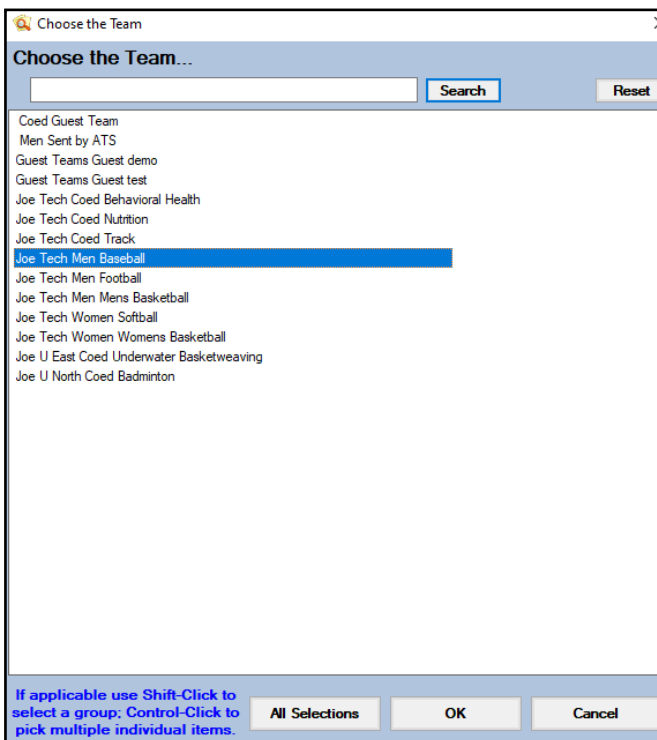 Choose the Team
Choose the Team...
Search
Reset
Coed Guest Team
Men Sent by ATS
Guest Teams Guest demo
Guest Teams Guest test
Joe Tech Coed Behavioral Health
Joe Tech Coed Nutrition
Joe Tech Coed Track
Joe Tech Men Baseball
Joe Tech Men Football
Joe Tech Men Mens Basketball
Joe Tech Women Softball
Joe Tech Women Womens Basketball
Joe U East Coed Underwater Basketweaving
Joe U North Coed Badminton
If applicable use Shift-Click to
select a group; Control-Click to
pick multiple individual items.
All Selections
OK
Cancel